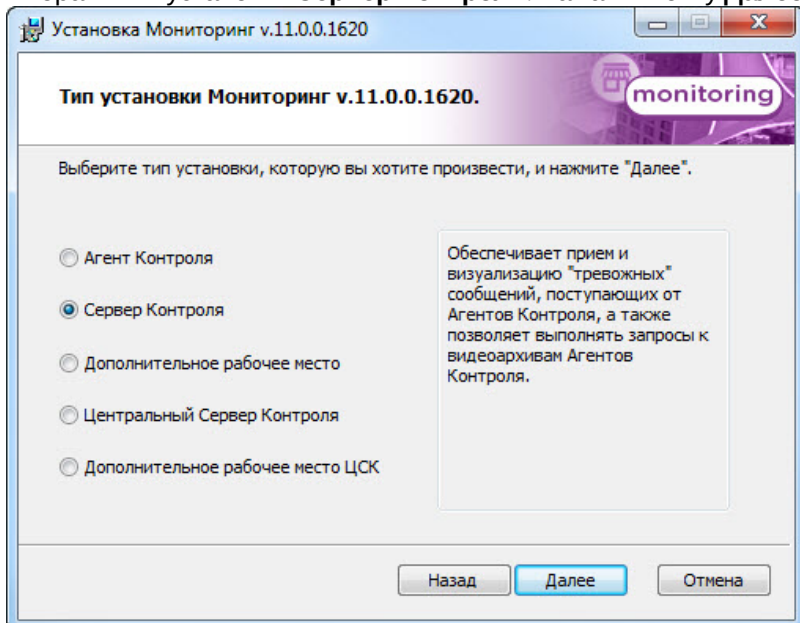 Установка Мониторинг v.11.0.0.1620
Тип установки Мониторинг v.11.0.0.1620.
monitoring
Выберите тип установки, которую вы хотите произвести, и нажмите "Далее".
Агент Контроля
Сервер Контроля
Дополнительное рабочее место
Центральный Сервер Контроля
Дополнительное рабочее место ЦСК
Обеспечивает прием и
визуализацию "тревожных"
сообщений, поступающих от
Агентов Контроля, а также
позволяет выполнять запросы к
видеоархивам Агентов
Контроля.
Назад
Далее
Отмена